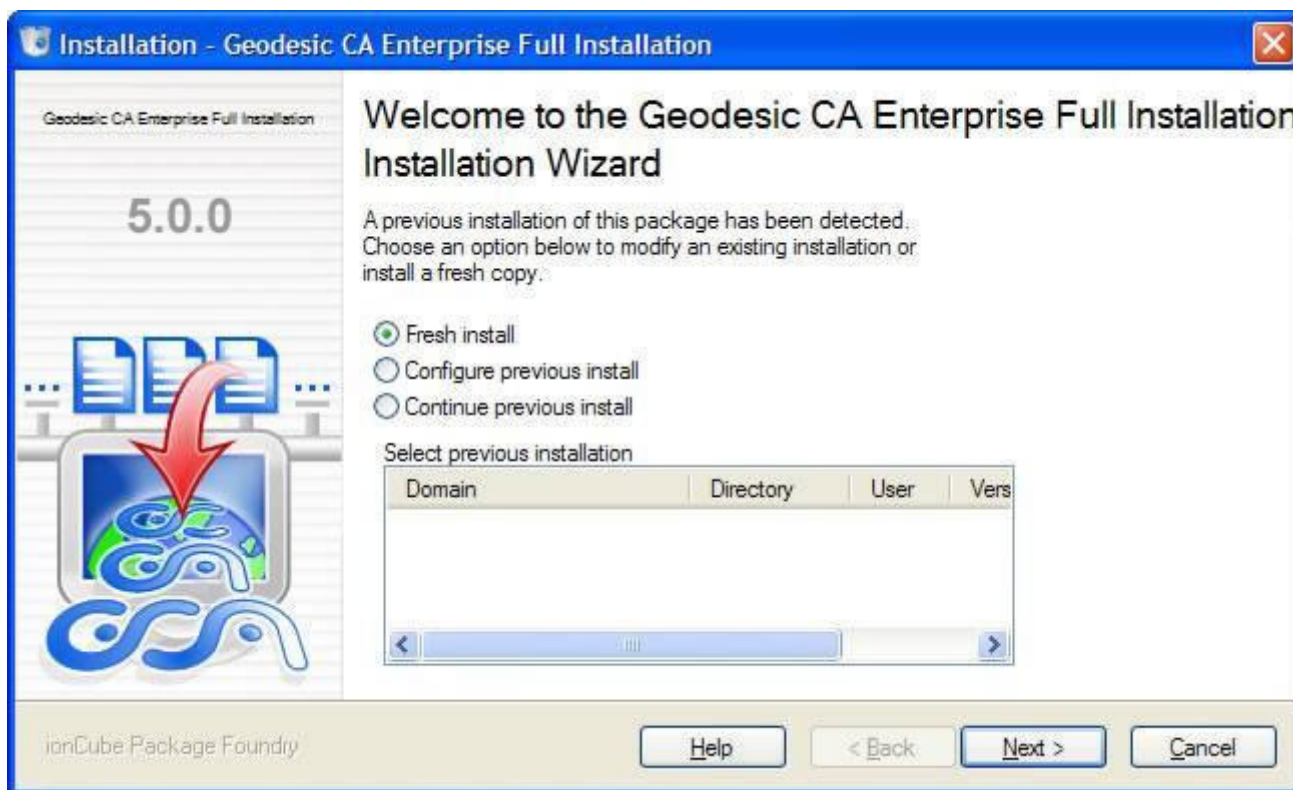 Installation - Geodesic CA Enterprise Full Installation
Geodesic CA Enterprise Full Installation
5.0.0
Welcome to the Geodesic CA Enterprise Full Installation
Installation Wizard
A previous installation of this package has been detected.
Choose an option below to modify an existing installation or
install a fresh copy.
Fresh install
Configure previous install
Continue previous install
Select previous installation
Domain Directory User Vers
ionCube Package Foundry
Help < Back Next > Cancel